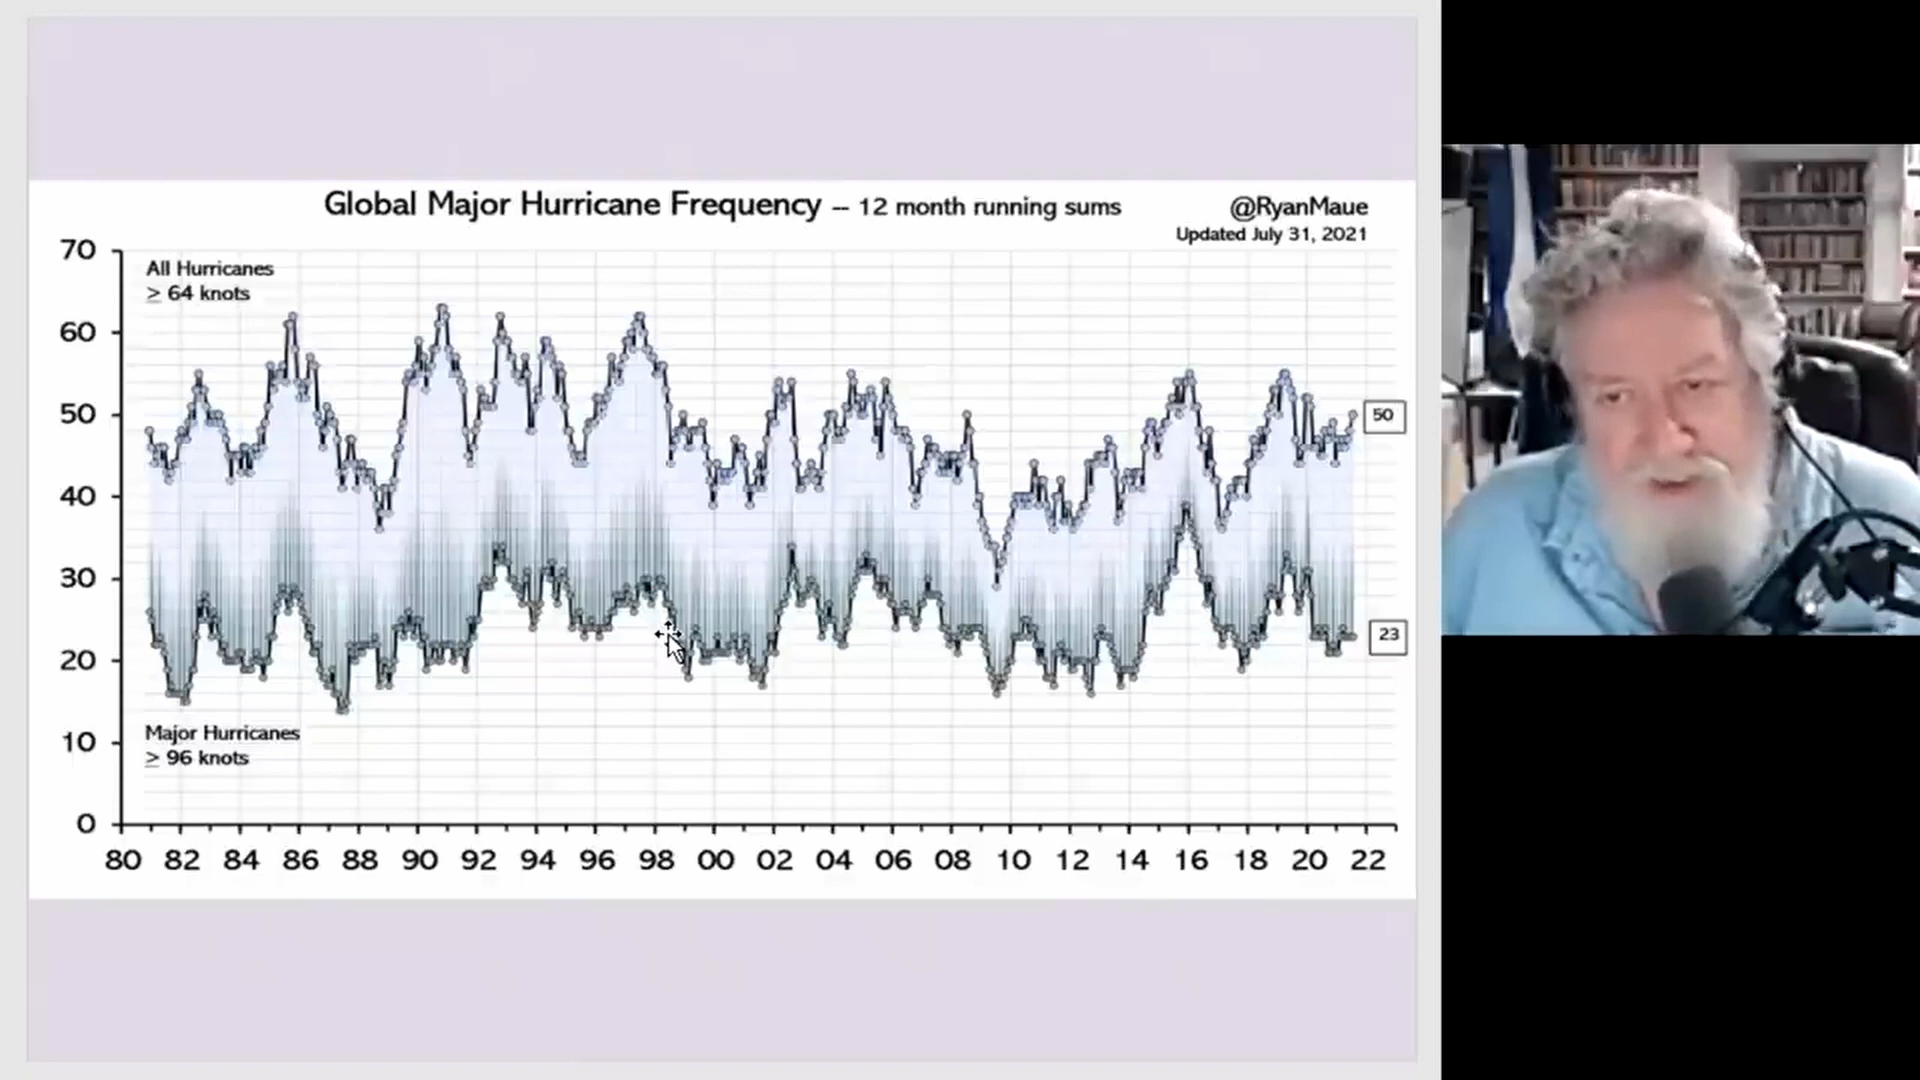 Global Major Hurricane Frequency -- 12 month running sums
@RyanMaue
Updated July 31, 2021
70
60
50
40
30
20
10
0
All Hurricanes
≥ 64 knots
50
23
Major Hurricanes
≥ 96 knots
80 82 84 86 88 90 92 94 96 98 00 02 04 06 08 10 12 14 16 18 20 22